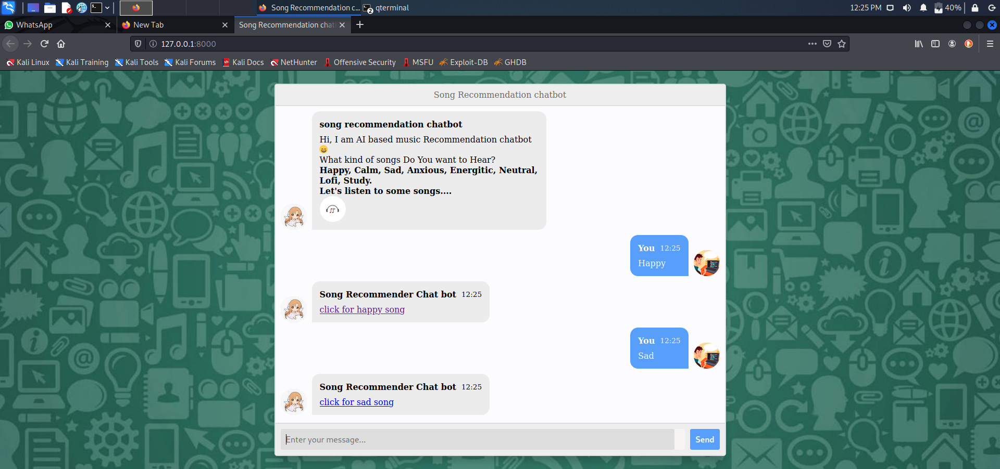 Song Recommendation c...
qterminal
12:25 PM
40%
WhatsApp
New Tab
Song Recommendation chat
127.0.0.1:8000
Kali Linux
Kali Training
Kali Tools
Kali Forums
Kali Docs
NetHunter
Offensive Security
MSFU
Exploit-DB
GHDB
Song Recommendation chatbot
song recommendation chatbot
Hi, I am AI based music Recommendation chatbot
😄
What kind of songs Do You want to Hear?
Happy, Calm, Sad, Anxious, Energitic, Neutral,
Lofi, Study.
Let's listen to some songs....
You 12:25
Happy
Song Recommender Chat bot 12:25
click for happy song
You 12:25
Sad
Song Recommender Chat bot 12:25
click for sad song
Enter your message...
Send